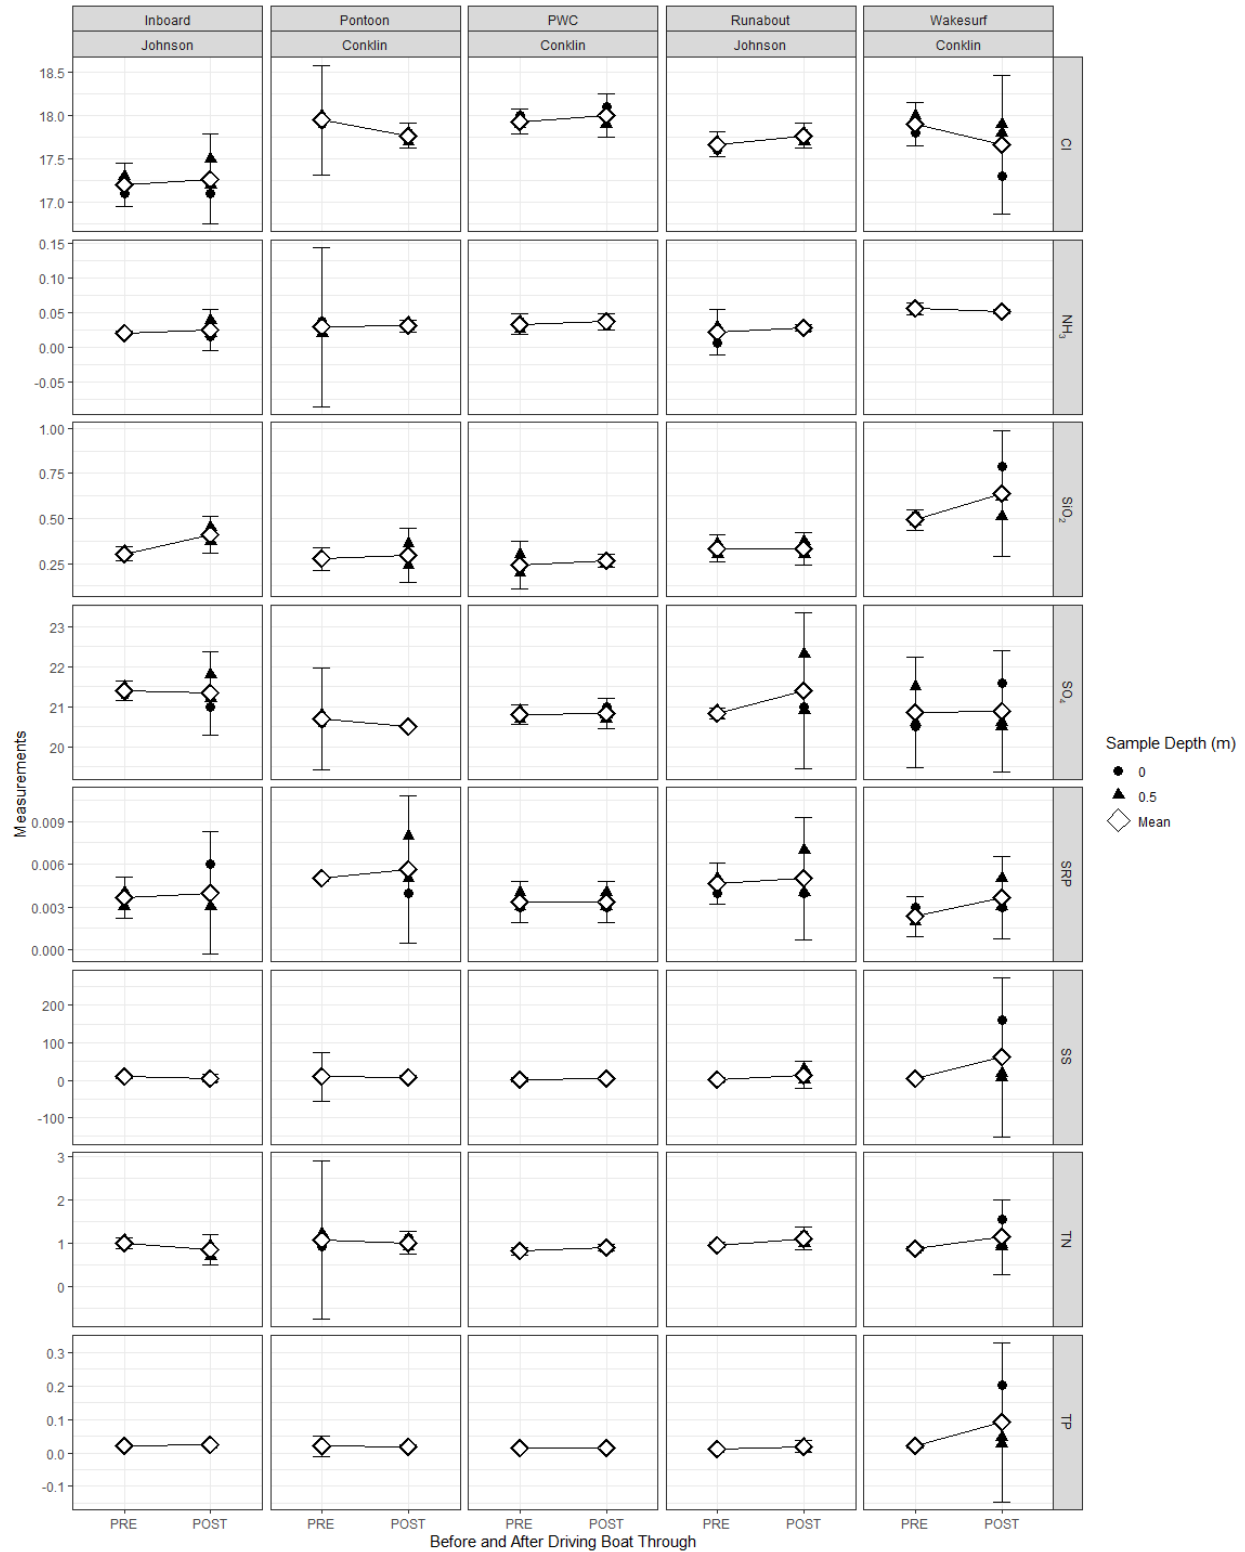 Inboard Pontoon PWC Runabout Wakesurf
Johnson Conklin Conklin Johnson Conklin
18.5
18.0
17.5
17.0
Cl
0.15
0.10
0.05
0.00
-0.05
NH₃
1.00
0.75
0.50
0.25
SiO₂
23
22
21
20
SO₄
0.009
0.006
0.003
0.000
SRP
200
100
0
-100
SS
3
2
1
0
TN
0.3
0.2
0.1
0.0
-0.1
TP
Measurements
PRE POST PRE POST PRE POST PRE POST PRE POST
Before and After Driving Boat Through
Sample Depth (m)
0
0.5
Mean